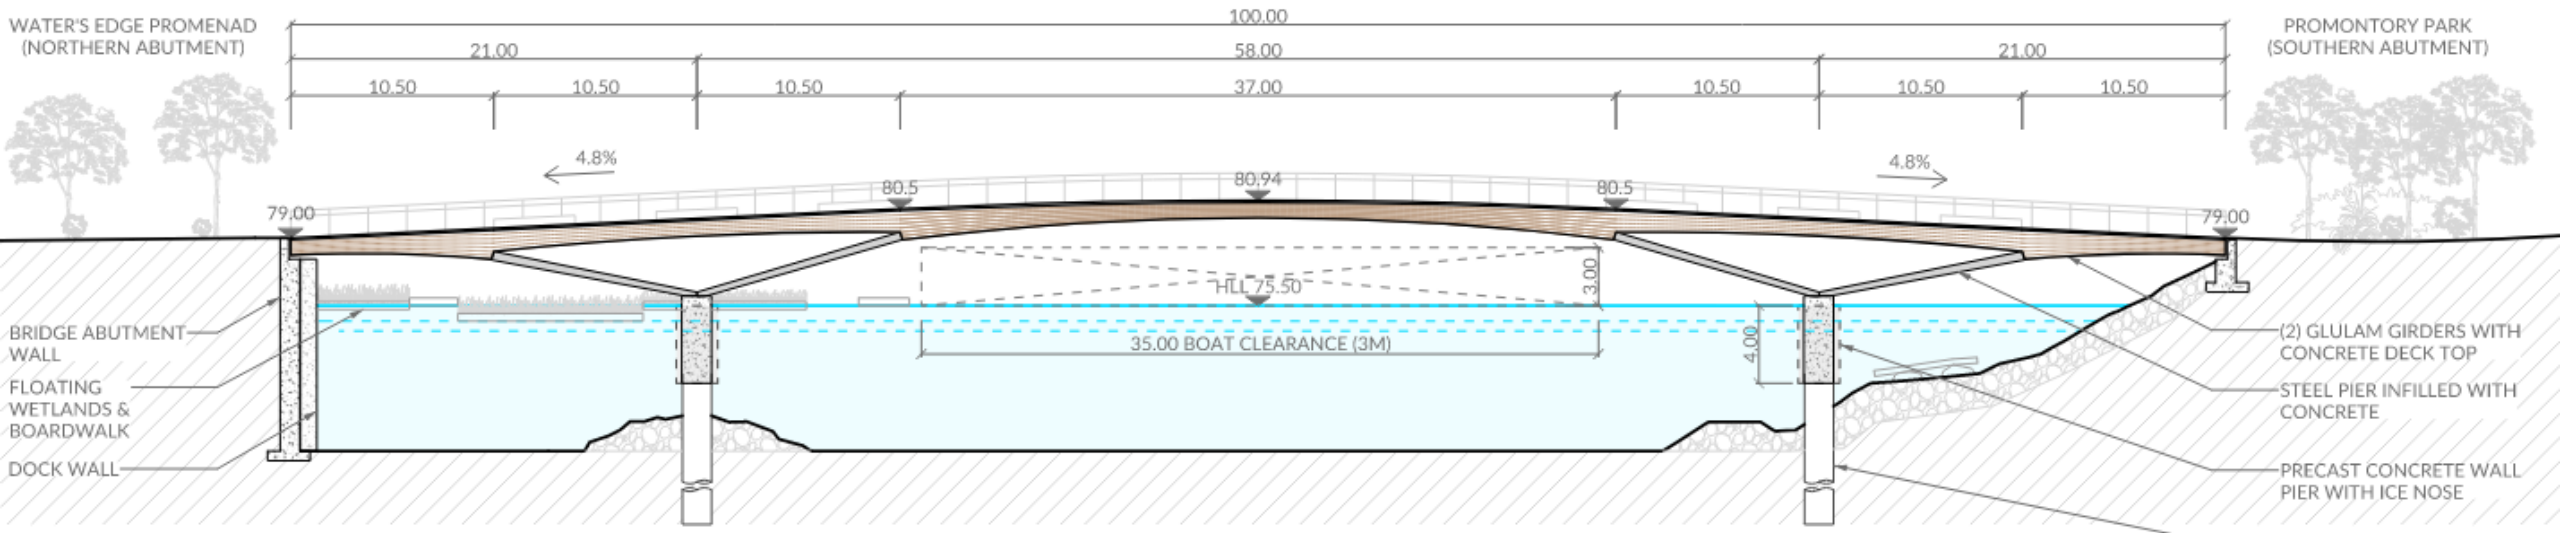 WATER'S EDGE PROMENAD
(NORTHERN ABUTMENT)
100.00
PROMONTORY PARK
(SOUTHERN ABUTMENT)
21.00
58.00
21.00
10.50
10.50
10.50
37.00
10.50
10.50
10.50
4.8%
4.8%
79.00
80.5
80.94
80.5
79.00
3.00
HLL 75.50
35.00 BOAT CLEARANCE (3M)
4.00
BRIDGE ABUTMENT
WALL
FLOATING
WETLANDS &
BOARDWALK
DOCK WALL
(2) GLULAM GIRDERS WITH
CONCRETE DECK TOP
STEEL PIER INFILLED WITH
CONCRETE
PRECAST CONCRETE WALL
PIER WITH ICE NOSE